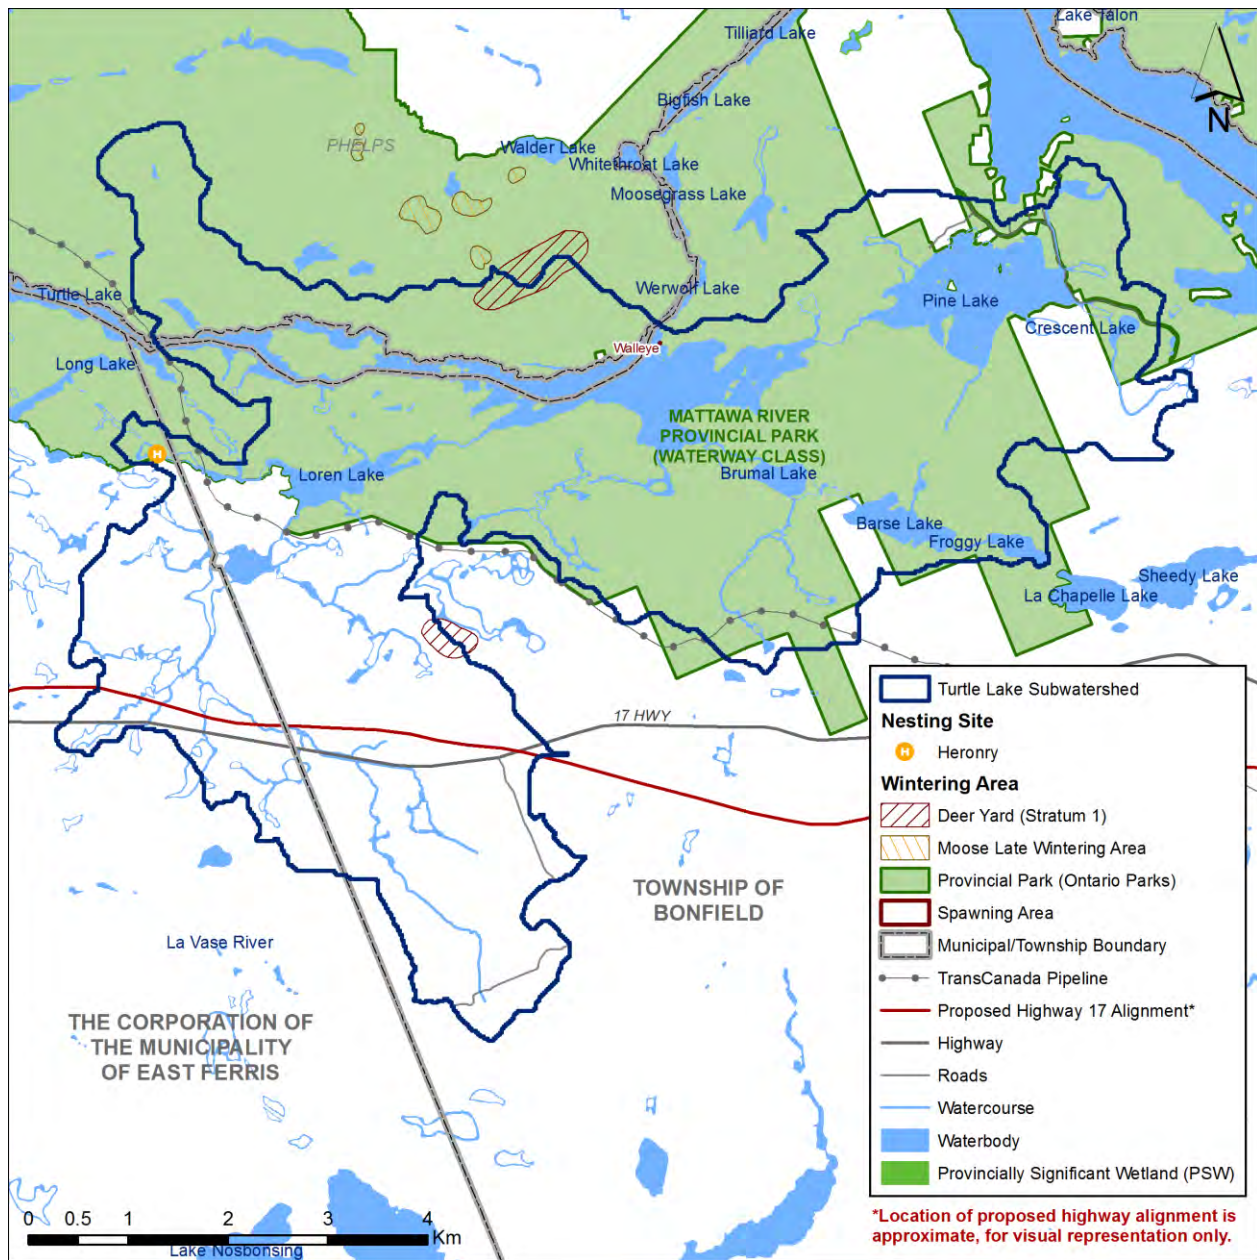 Lake Talon
Tilliard Lake
Bigfish Lake
N
PHELPS
Walder Lake
Whitethroat Lake
Moosegrass Lake
Werwolf Lake
Turtle Lake
Pine Lake
Crescent Lake
Walleye
Long Lake
MATTAWA RIVER
PROVINCIAL PARK
(WATERWAY CLASS)
H
Loren Lake
Brumal Lake
Barse Lake
Froggy Lake
Sheedy Lake
La Chapelle Lake
17 HWY
TOWNSHIP OF
BONFIELD
La Vase River
THE CORPORATION OF
THE MUNICIPALITY
OF EAST FERRIS
Lake Nosbonsing
0 0.5 1 2 3 4
Km
Turtle Lake Subwatershed
Nesting Site
H Heronry
Wintering Area
Deer Yard (Stratum 1)
Moose Late Wintering Area
Provincial Park (Ontario Parks)
Spawning Area
Municipal/Township Boundary
TransCanada Pipeline
Proposed Highway 17 Alignment*
Highway
Roads
Watercourse
Waterbody
Provincially Significant Wetland (PSW)
*Location of proposed highway alignment is
approximate, for visual representation only.